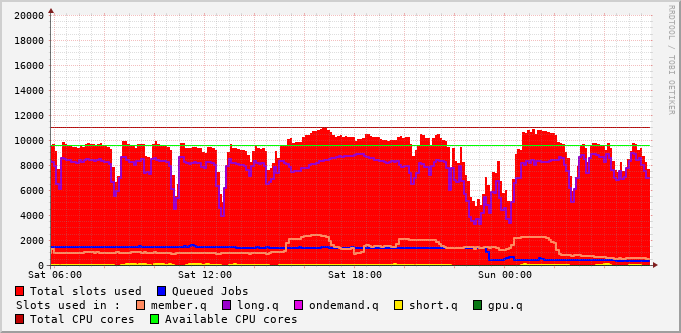 20000
18000
16000
14000
12000
10000
8000
6000
4000
2000
0
Sat 06:00 Sat 12:00 Sat 18:00 Sun 00:00
Total slots used Queued Jobs
Slots used in : member.q long.q ondemand.q short.q gpu.q
Total CPU cores Available CPU cores
RRDTOOL / TOBI OETIKER